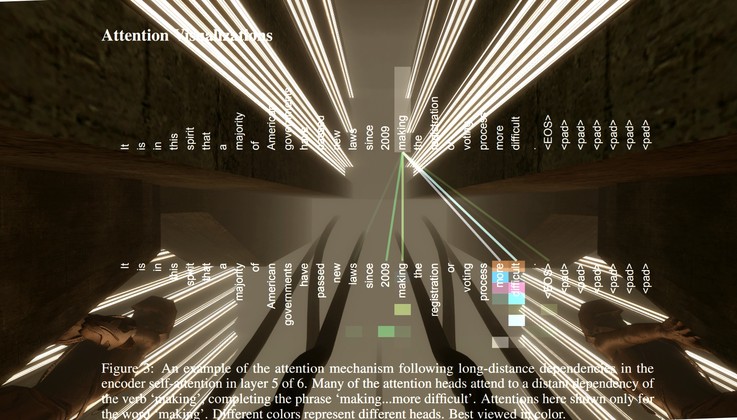 Attention Visualizations
It is in this spirit that a majority of American governments have passed new laws since 2009 making the registration or voting process more difficult . <EOS> <pad> <pad> <pad> <pad> <pad> <pad>
It is in this spirit that a majority of American governments have passed new laws since 2009 making the registration or voting process more difficult . <EOS> <pad> <pad> <pad> <pad> <pad> <pad>
Figure 3: An example of the attention mechanism following long-distance dependencies in the
encoder self-attention in layer 5 of 6. Many of the attention heads attend to a distant dependency of
the verb ‘making’, completing the phrase ‘making...more difficult’. Attentions here shown only for
the word ‘making’. Different colors represent different heads. Best viewed in color.